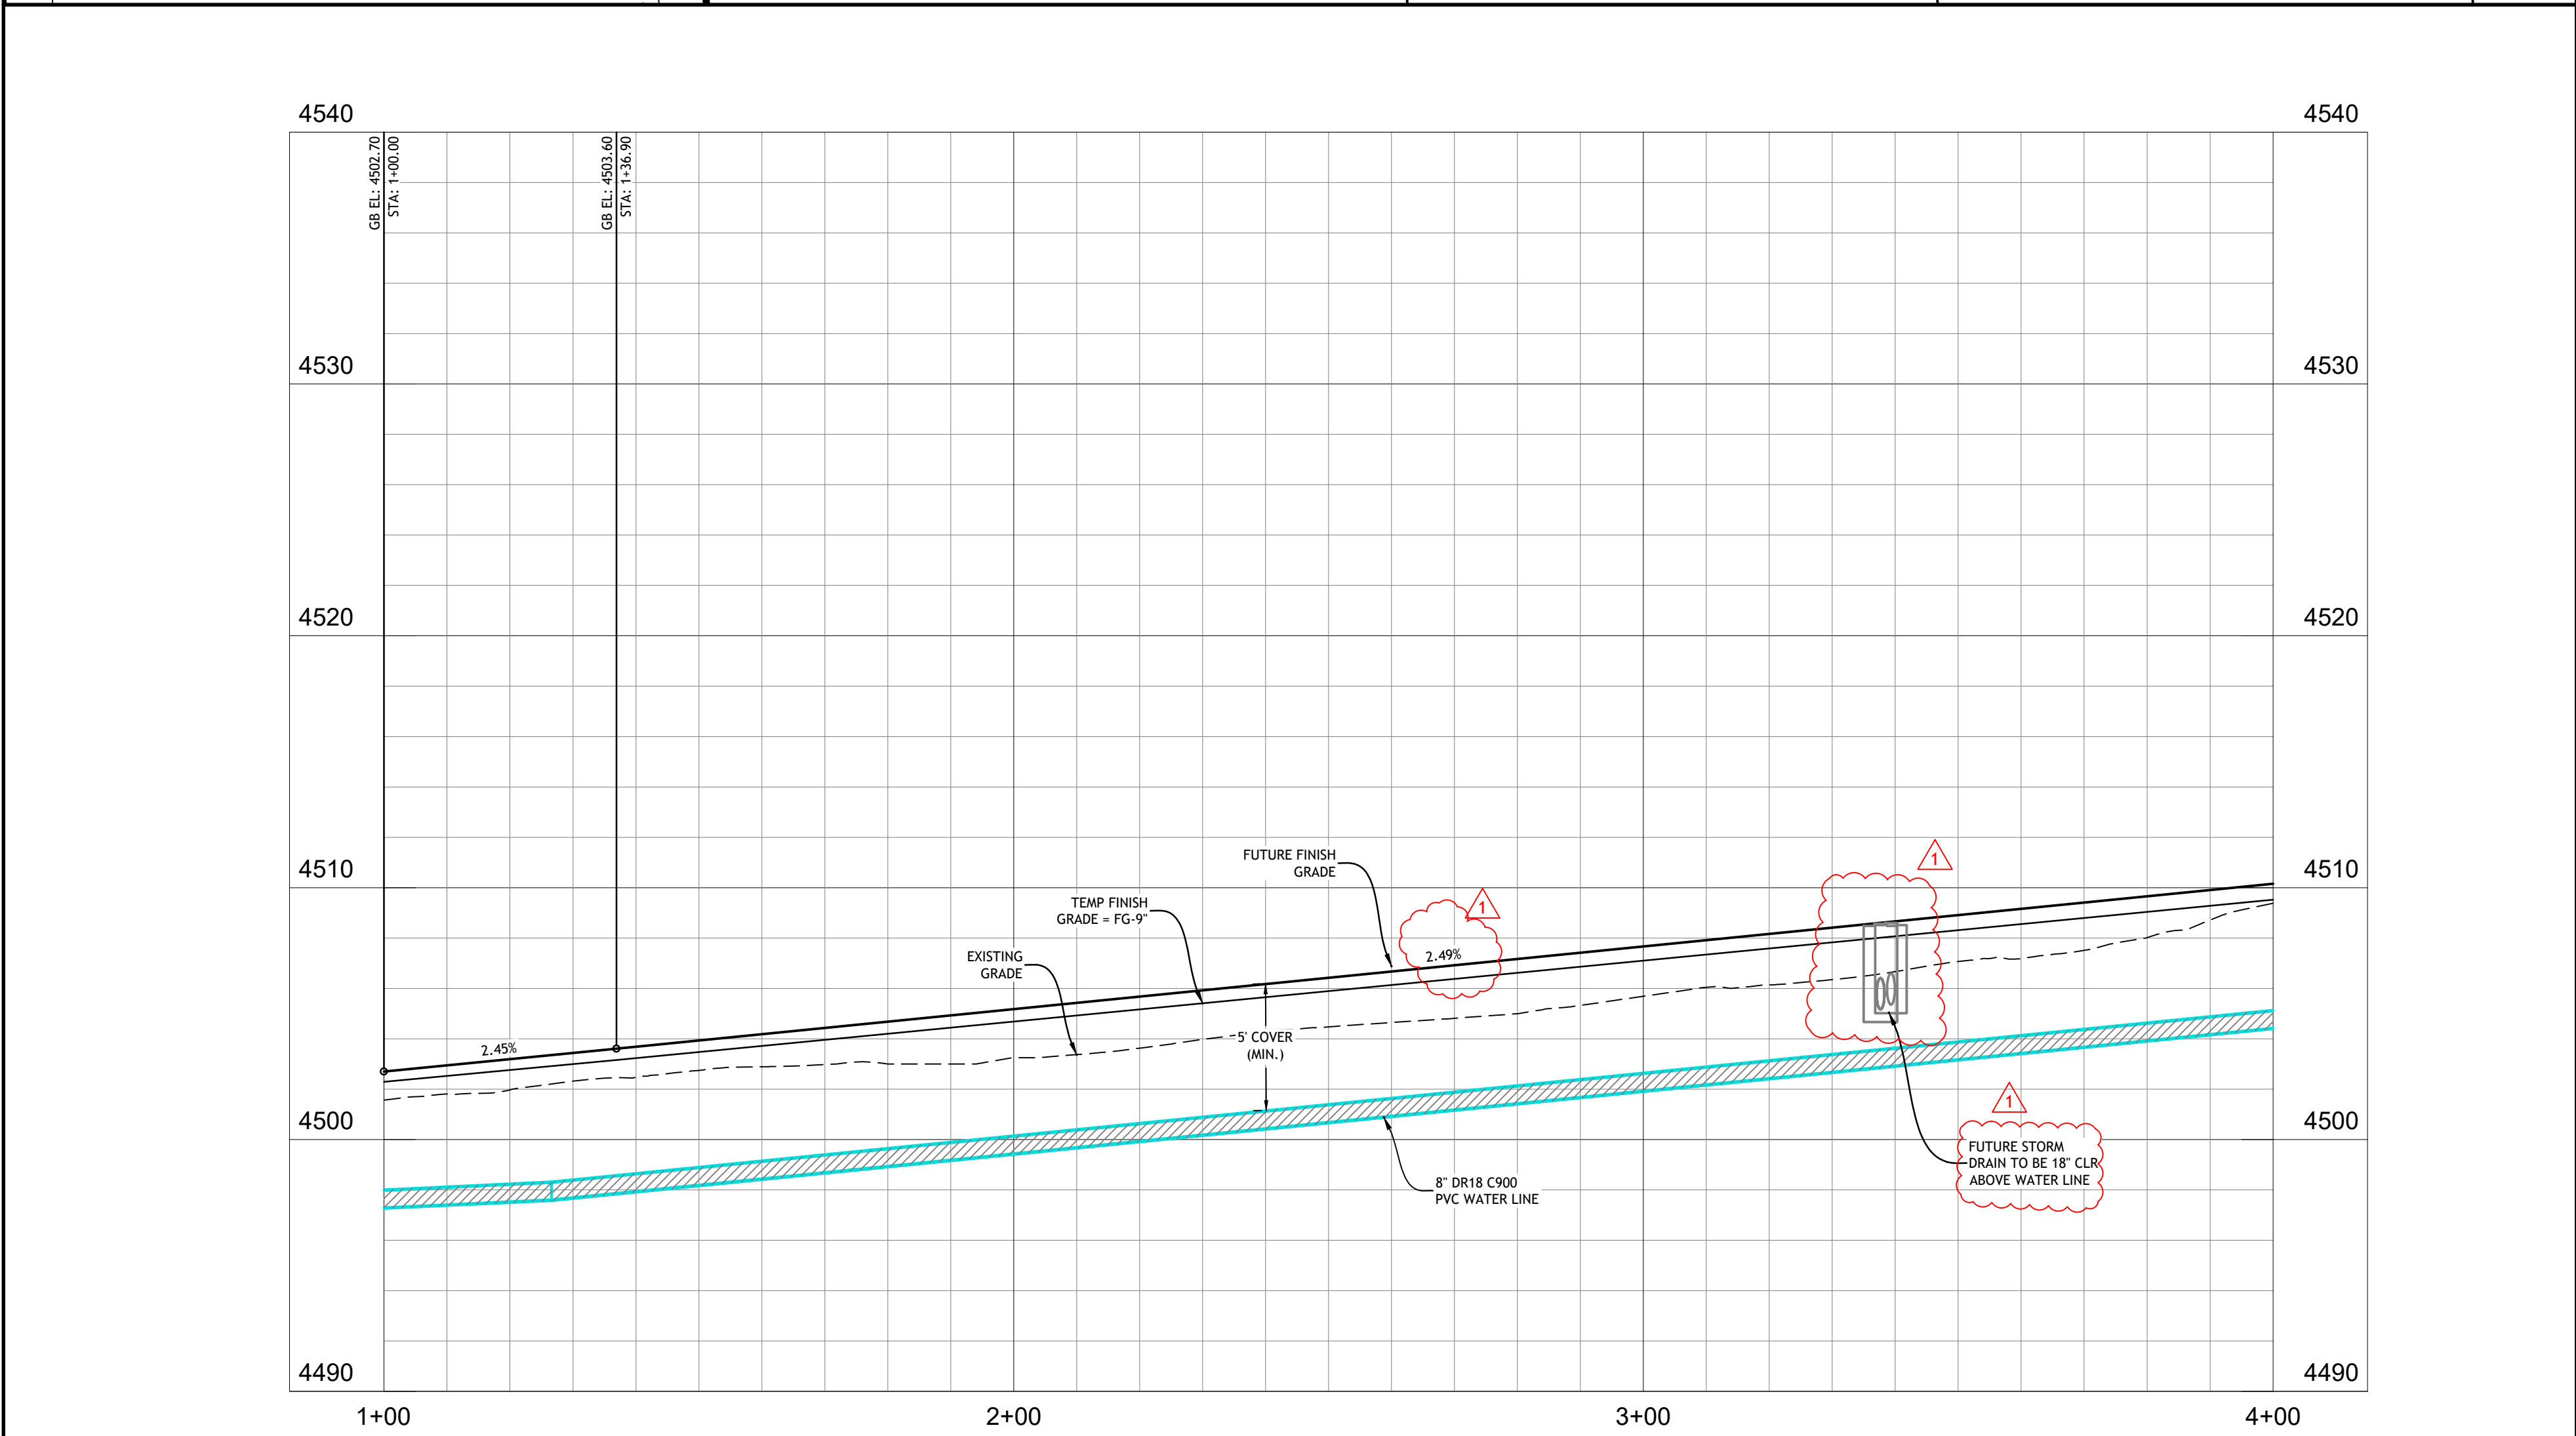 4540
4540
GB EL: 4502.70
STA: 1+00.00
GB EL: 4503.60
STA: 1+36.90
4530
4530
4520
4520
4510
4510
FUTURE FINISH
GRADE
1
TEMP FINISH
GRADE = FG-9"
1
EXISTING
GRADE
2.49%
2.45%
5' COVER
(MIN.)
1
4500
4500
FUTURE STORM
DRAIN TO BE 18" CLR
ABOVE WATER LINE
8" DR18 C900
PVC WATER LINE
4490
4490
1+00
2+00
3+00
4+00